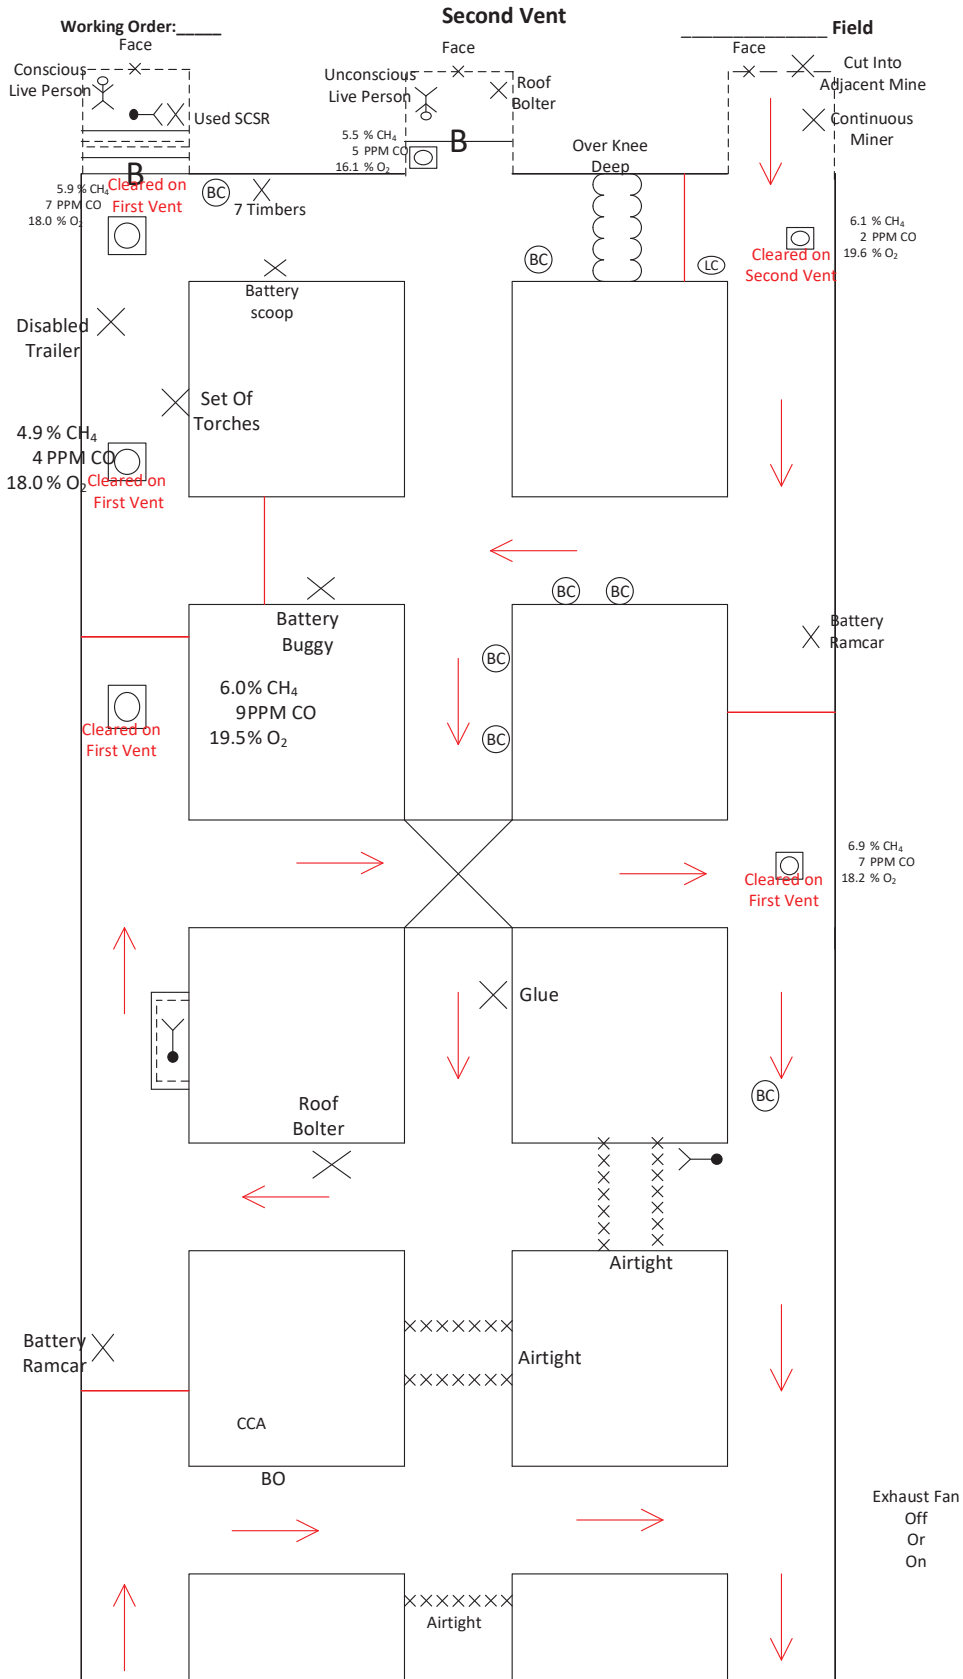 Second Vent
Working Order:_____
______________ Field
Face
Face
Face
Conscious
Live Person
Used SCSR
Unconscious
Live Person
Roof
Bolter
Cut Into
Adjacent Mine
Continuous
Miner
5.5 % CH₄
5 PPM CO
16.1 % O₂
B
B
Over Knee
Deep
Cleared on
First Vent
5.9 % CH₄
7 PPM CO
18.0 % O₂
BC
7 Timbers
BC
LC
6.1 % CH₄
2 PPM CO
19.6 % O₂
Cleared on
Second Vent
Battery
scoop
Disabled
Trailer
Set Of
Torches
4.9 % CH₄
4 PPM CO
18.0 % O₂
Cleared on
First Vent
BC
BC
Battery
Buggy
Battery
Ramcar
BC
6.0% CH₄
9PPM CO
19.5% O₂
BC
Cleared on
First Vent
6.9 % CH₄
7 PPM CO
18.2 % O₂
Cleared on
First Vent
Glue
BC
Roof
Bolter
Airtight
Battery
Ramcar
Airtight
CCA
BO
Exhaust Fan
Off
Or
On
Airtight